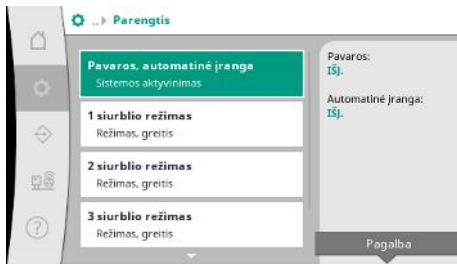 ..▸ Parengtis
Pavaros, automatinė įranga
Sistemos aktyvinimas
1 siurblio režimas
Režimas, greitis
2 siurblio režimas
Režimas, greitis
3 siurblio režimas
Režimas, greitis
Pavaros:
IŠJ.
Automatinė įranga:
IŠJ.
Pagalba
?